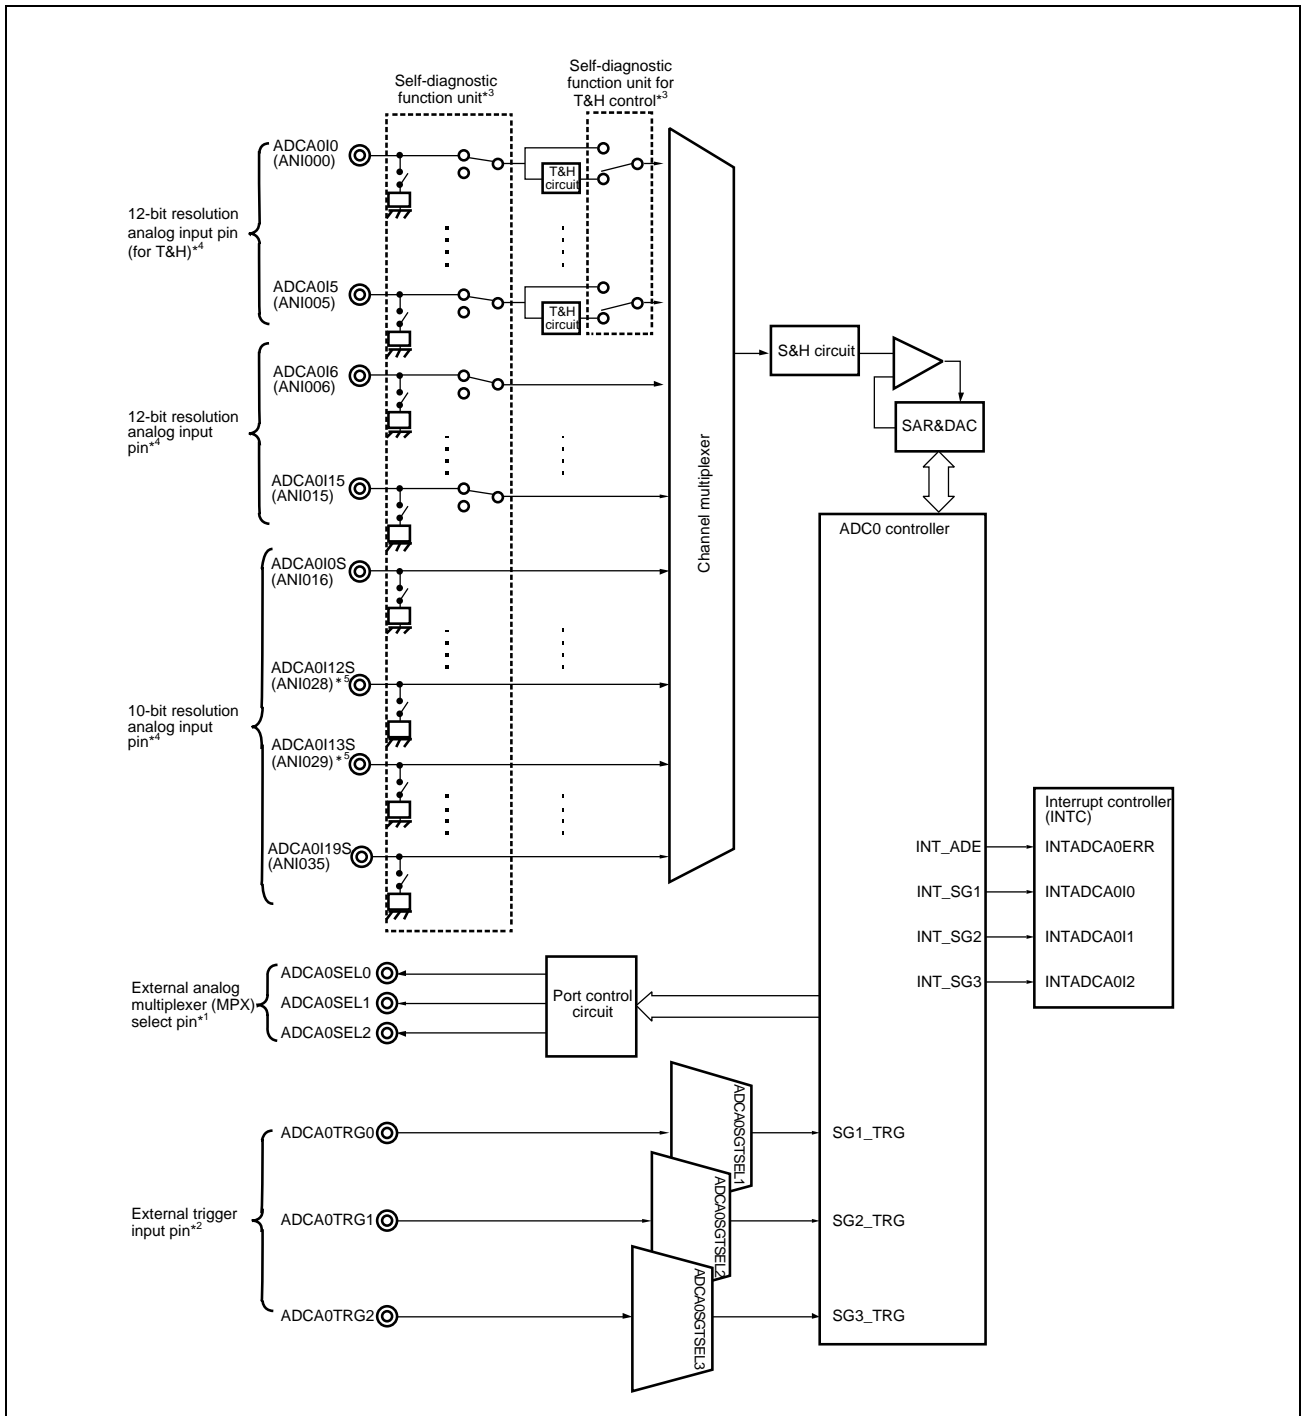 Self-diagnostic
function unit*3
Self-diagnostic
function unit for
T&H control*3
12-bit resolution
analog input pin
(for T&H)*4
ADCA0I0
(ANI000)
T&H
circuit
ADCA0I5
(ANI005)
T&H
circuit
12-bit resolution
analog input
pin*4
ADCA0I6
(ANI006)
ADCA0I15
(ANI015)
10-bit resolution
analog input
pin*4
ADCA0I0S
(ANI016)
ADCA0I12S
(ANI028)*5
ADCA0I13S
(ANI029)*5
ADCA0I19S
(ANI035)
Channel multiplexer
S&H circuit
SAR&DAC
ADC0 controller
INT_ADE
INT_SG1
INT_SG2
INT_SG3
Interrupt controller
(INTC)
INTADCA0ERR
INTADCA0I0
INTADCA0I1
INTADCA0I2
External analog
multiplexer (MPX)
select pin*1
ADCA0SEL0
ADCA0SEL1
ADCA0SEL2
Port control
circuit
External trigger
input pin*2
ADCA0TRG0
ADCA0TRG1
ADCA0TRG2
ADCA0SGTSEL1
ADCA0SGTSEL2
ADCA0SGTSEL3
SG1_TRG
SG2_TRG
SG3_TRG